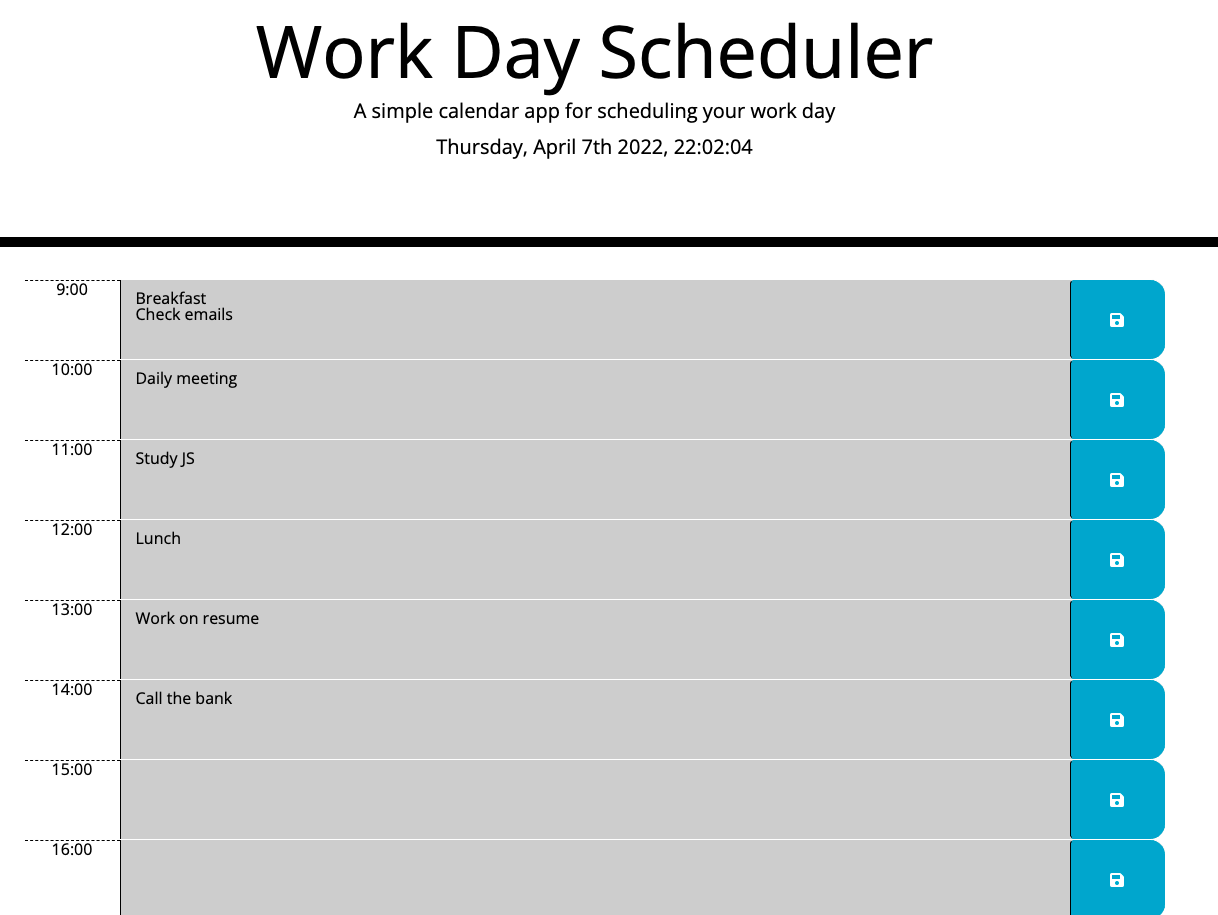 Work Day Scheduler
A simple calendar app for scheduling your work day
Thursday, April 7th 2022, 22:02:04
9:00
Breakfast
Check emails
10:00
Daily meeting
11:00
Study JS
12:00
Lunch
13:00
Work on resume
14:00
Call the bank
15:00
16:00